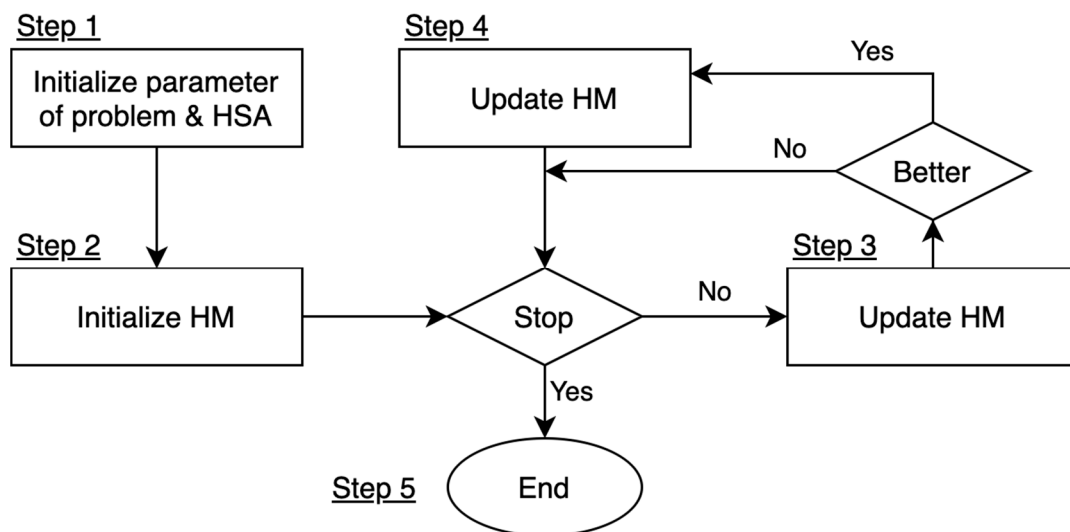 Step 1
Initialize parameter
of problem & HSA
Step 2
Initialize HM
Step 4
Update HM
Yes
No
Better
Stop
No
Step 3
Update HM
Yes
Step 5
End